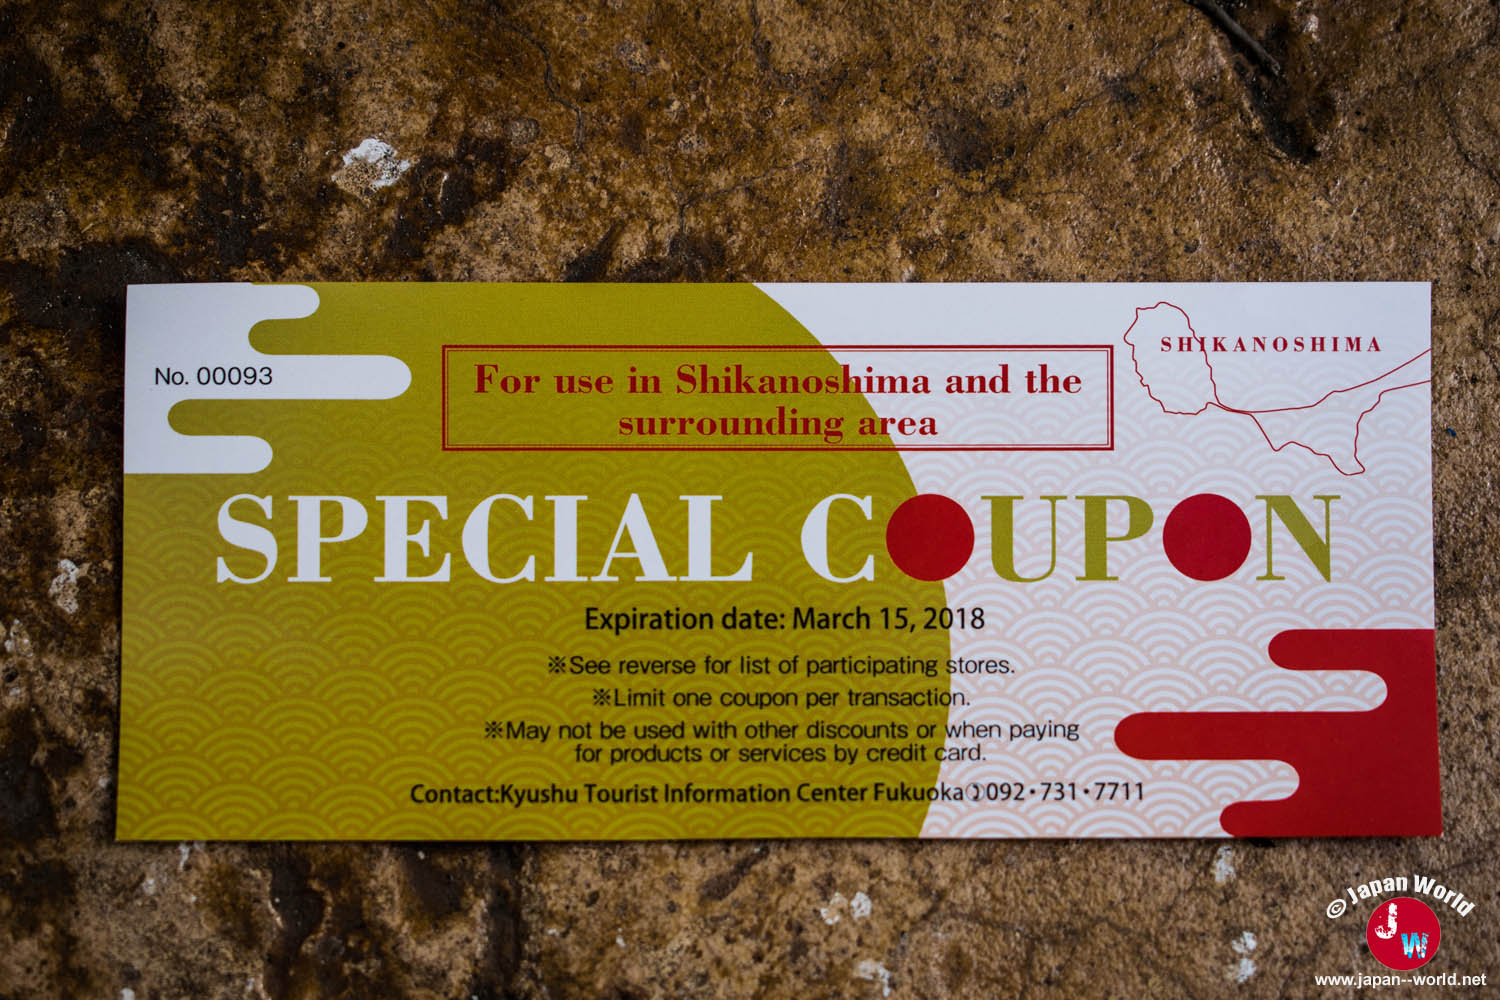 No. 00093
For use in Shikanoshima and the
surrounding area
SHIKANOSHIMA
SPECIAL COUPON
Expiration date: March 15, 2018
※See reverse for list of participating stores.
※Limit one coupon per transaction.
※May not be used with other discounts or when paying
for products or services by credit card.
Contact:Kyushu Tourist Information Center Fukuoka✆092・731・7711
© Japan World
JW
www.japan--world.net